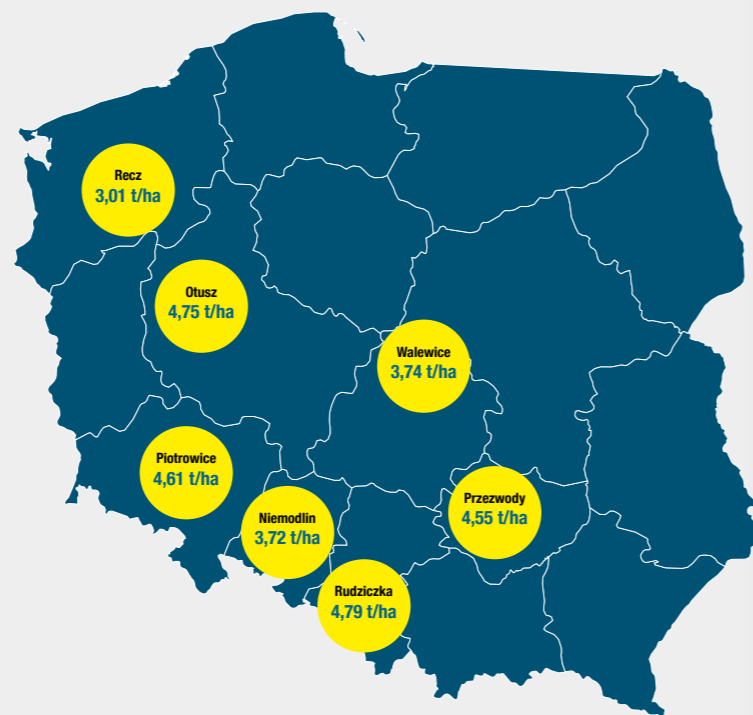 Recz
3,01 t/ha
Otusz
4,75 t/ha
Walewice
3,74 t/ha
Piotrowice
4,61 t/ha
Przezwody
4,55 t/ha
Niemodlin
3,72 t/ha
Rudziczka
4,79 t/ha